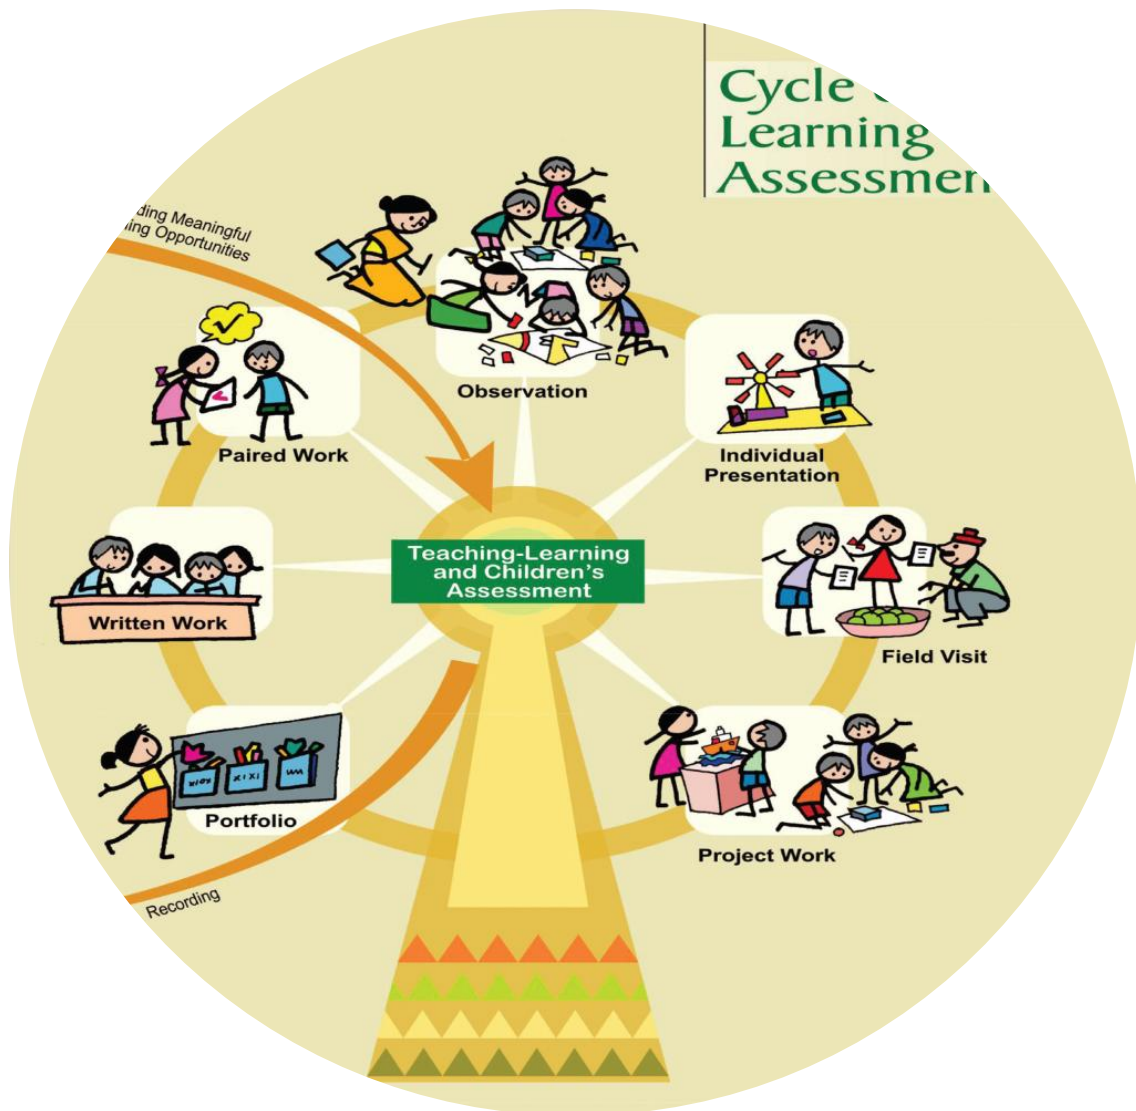 Cycle
Learning
Assessmen
ding Meaningful
ing Opportunities
Observation
Paired Work
Individual
Presentation
Teaching-Learning
and Children's
Assessment
Written Work
Field Visit
Portfolio
Project Work
Recording